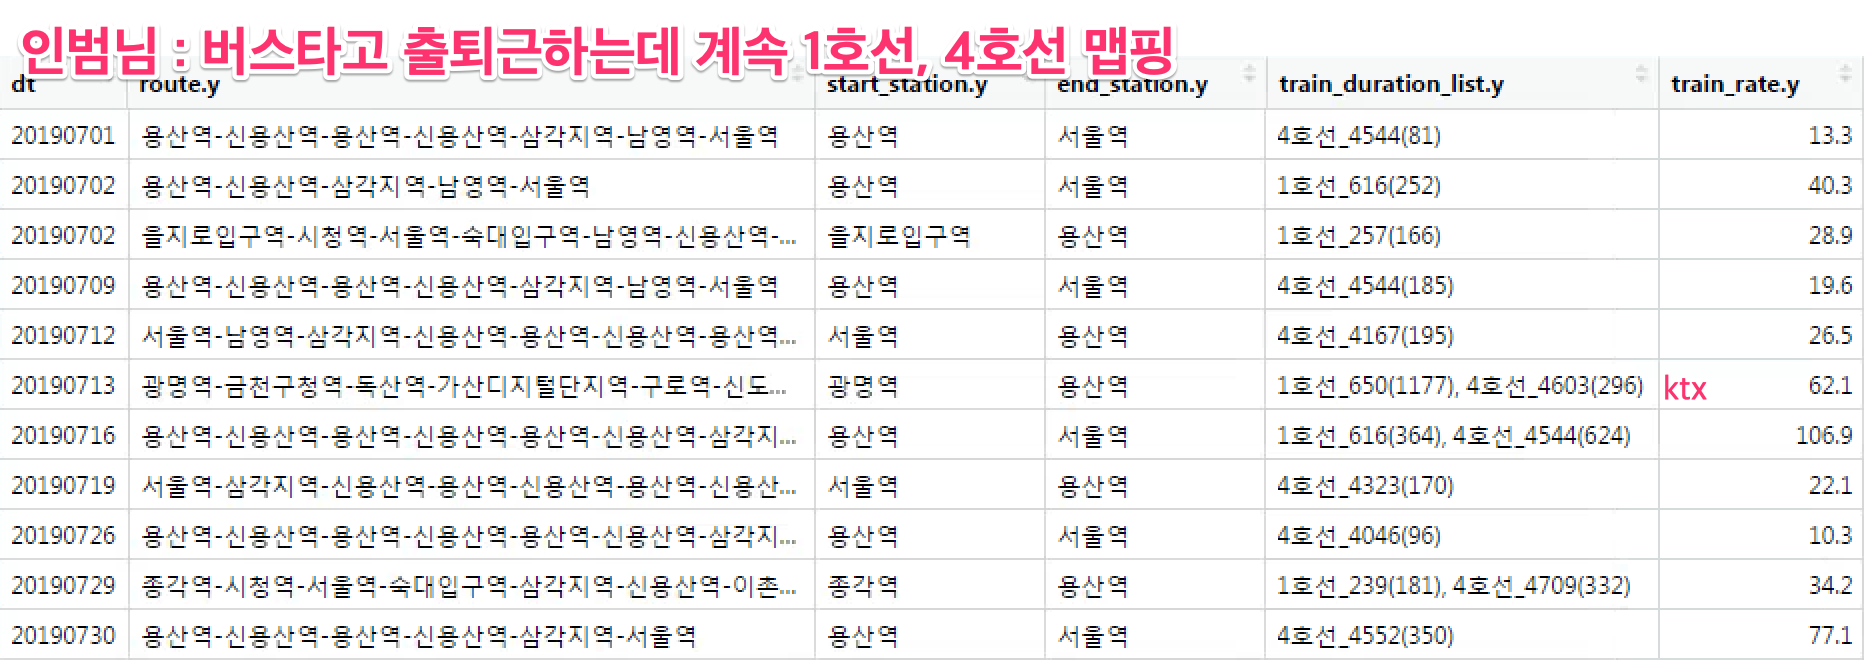 인범님 : 버스타고 출퇴근하는데 계속 1호선, 4호선 맵핑
dt route.y start_station.y end_station.y train_duration_list.y train_rate.y
20190701 용산역-신용산역-용산역-신용산역-삼각지역-남영역-서울역 용산역 서울역 4호선_4544(81) 13.3
20190702 용산역-신용산역-삼각지역-남영역-서울역 용산역 서울역 1호선_616(252) 40.3
20190702 을지로입구역-시청역-서울역-숙대입구역-남영역-신용산역-... 을지로입구역 용산역 1호선_257(166) 28.9
20190709 용산역-신용산역-용산역-신용산역-삼각지역-남영역-서울역 용산역 서울역 4호선_4544(185) 19.6
20190712 서울역-남영역-삼각지역-신용산역-용산역-신용산역-용산역... 서울역 용산역 4호선_4167(195) 26.5
20190713 광명역-금천구청역-독산역-가산디지털단지역-구로역-신도... 광명역 용산역 1호선_650(1177), 4호선_4603(296) ktx 62.1
20190716 용산역-신용산역-용산역-신용산역-용산역-신용산역-삼각지... 용산역 서울역 1호선_616(364), 4호선_4544(624) 106.9
20190719 서울역-삼각지역-신용산역-용산역-신용산역-용산역-신용산... 서울역 용산역 4호선_4323(170) 22.1
20190726 용산역-신용산역-용산역-신용산역-용산역-신용산역-삼각지... 용산역 서울역 4호선_4046(96) 10.3
20190729 종각역-시청역-서울역-숙대입구역-삼각지역-신용산역-이촌... 종각역 용산역 1호선_239(181), 4호선_4709(332) 34.2
20190730 용산역-신용산역-용산역-신용산역-삼각지역-서울역 용산역 서울역 4호선_4552(350) 77.1